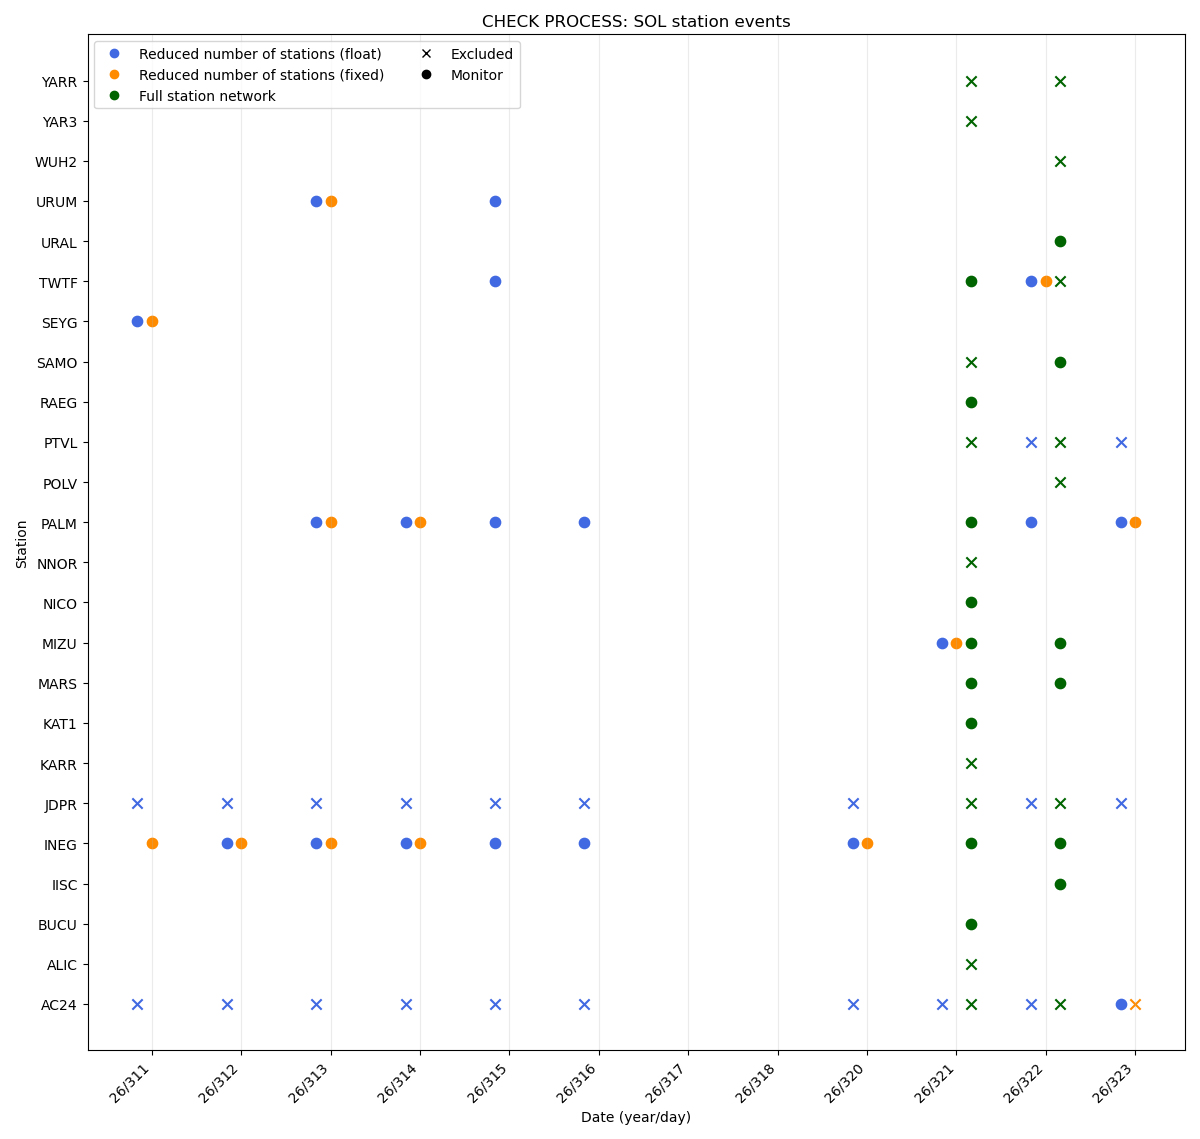 CHECK PROCESS: SOL station events
Reduced number of stations (float)
Reduced number of stations (fixed)
Full station network
Excluded
Monitor
Station
YARR
YAR3
WUH2
URUM
URAL
TWTF
SEYG
SAMO
RAEG
PTVL
POLV
PALM
NNOR
NICO
MIZU
MARS
KAT1
KARR
JDPR
INEG
IISC
BUCU
ALIC
AC24
26/311
26/312
26/313
26/314
26/315
26/316
26/317
26/318
26/320
26/321
26/322
26/323
Date (year/day)